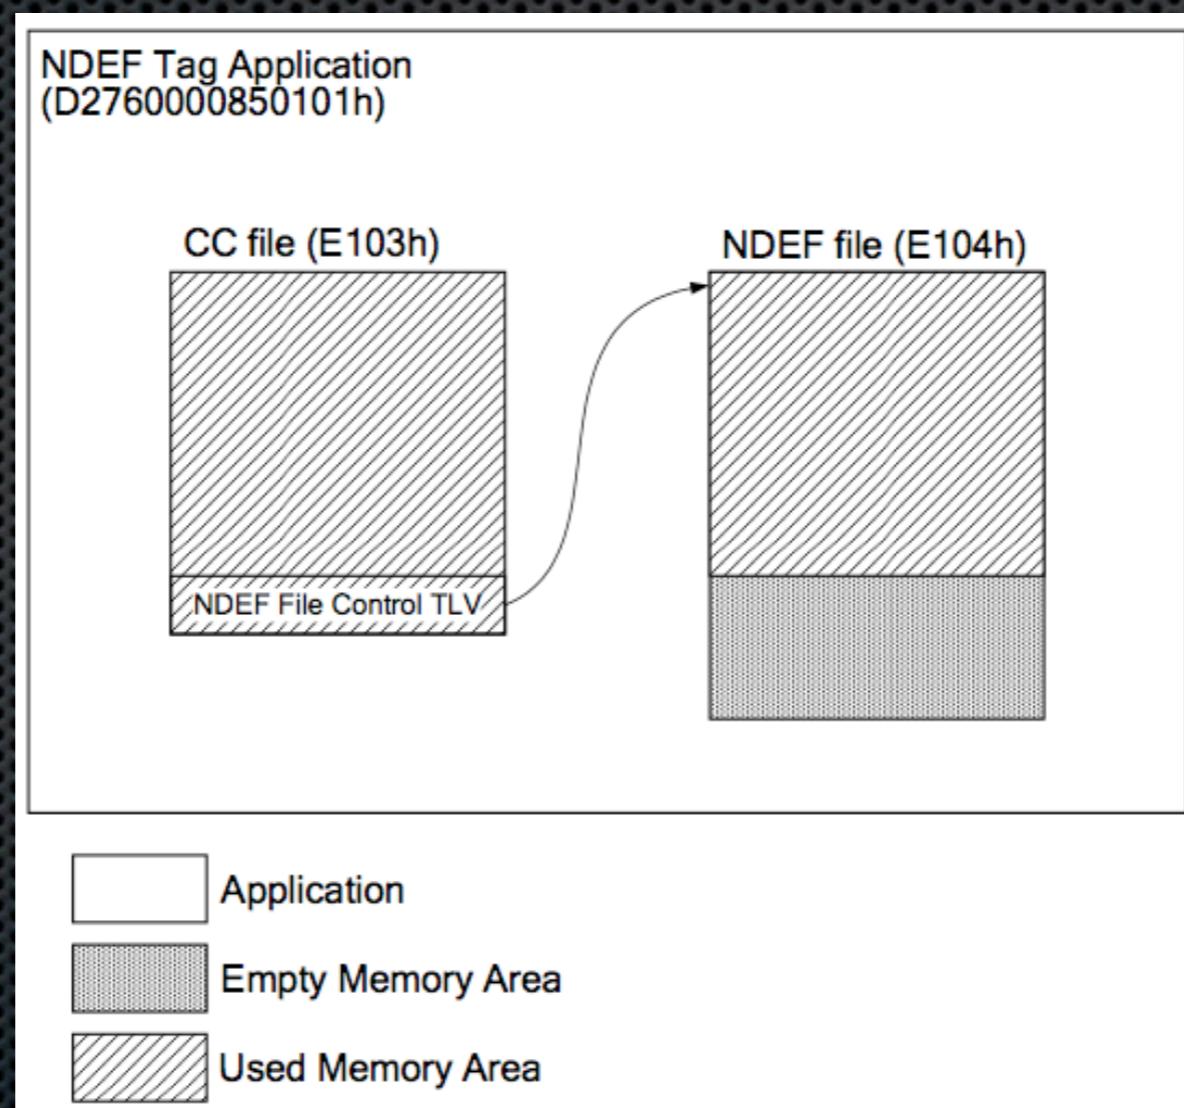 NDEF Tag Application
(D2760000850101h)
CC file (E103h)
NDEF file (E104h)
NDEF File Control TLV
Application
Empty Memory Area
Used Memory Area